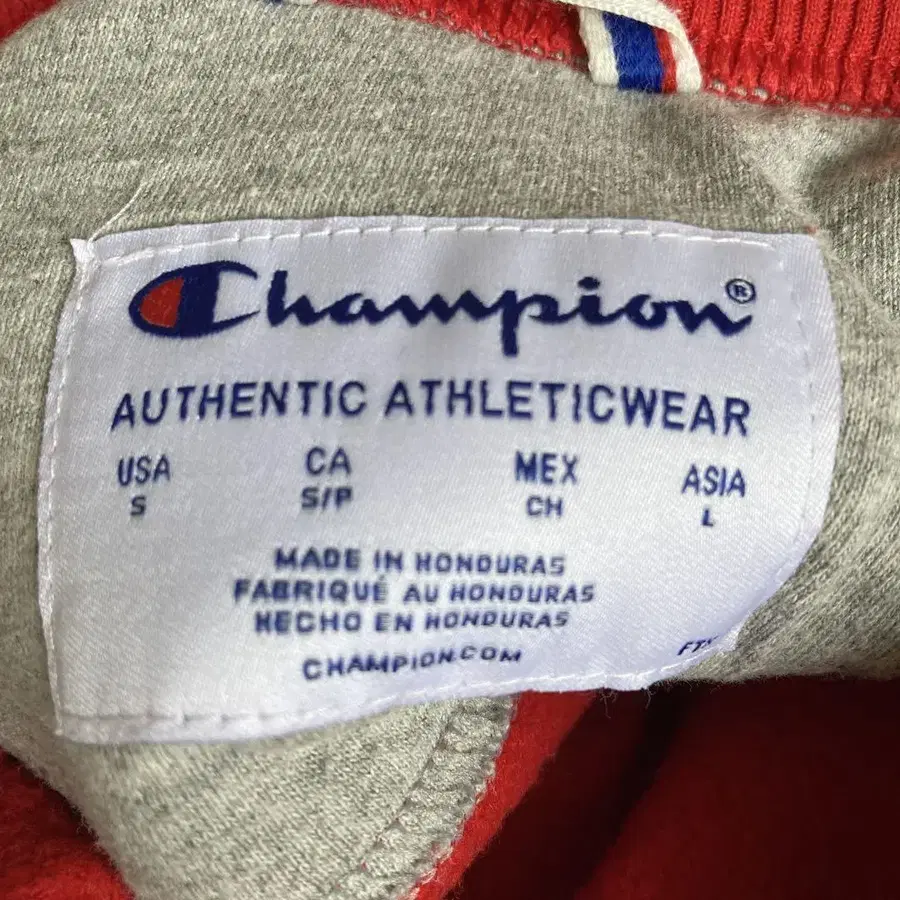 Champion®
AUTHENTIC ATHLETICWEAR
USA CA MEX ASIA
S S/P CH L
MADE IN HONDURAS
FABRIQUÉ AU HONDURAS
HECHO EN HONDURAS
CHAMPION.COM